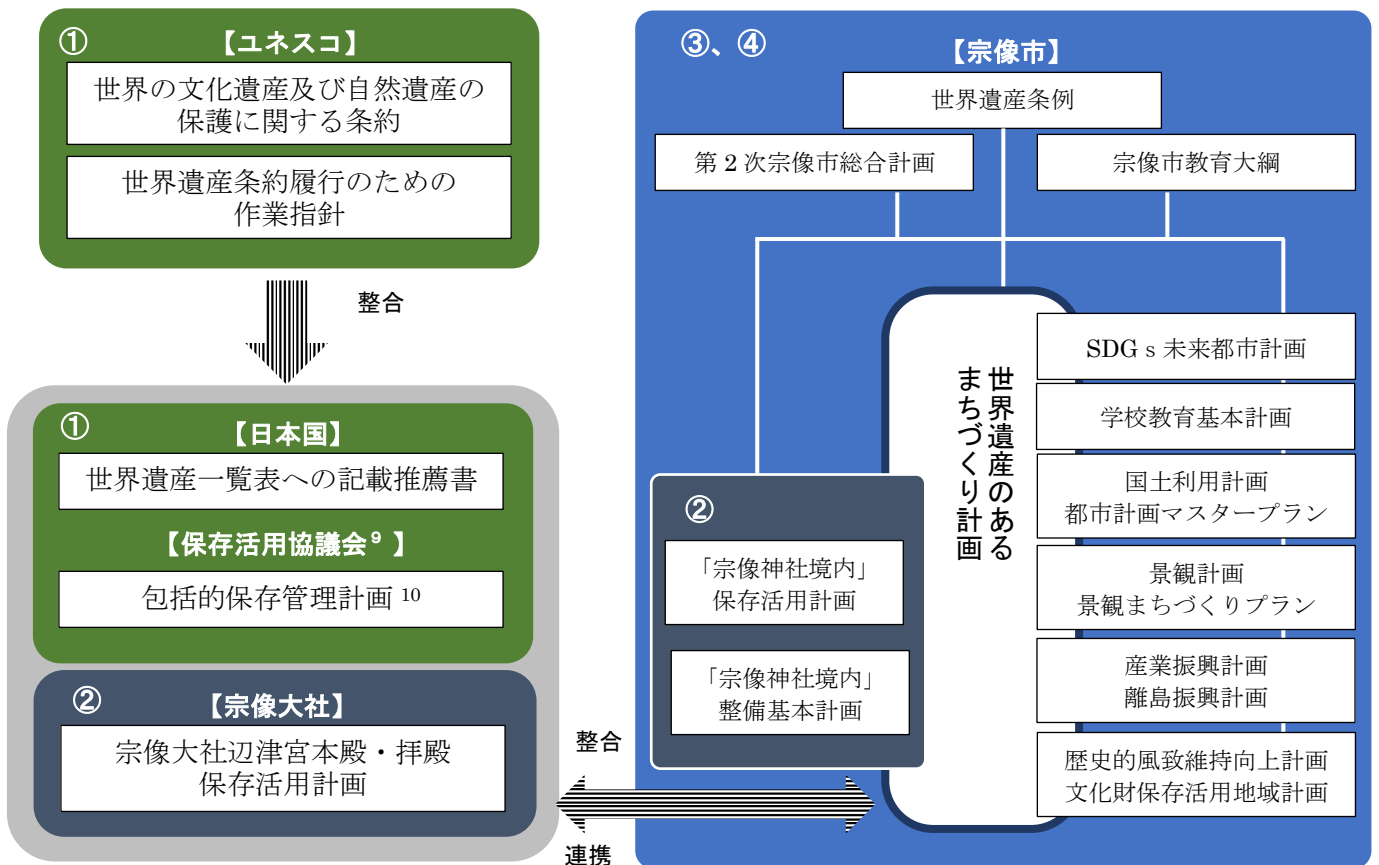 ①
【ユネスコ】
世界の文化遺産及び自然遺産の
保護に関する条約
世界遺産条約履行のための
作業指針
整合
①
【日本国】
世界遺産一覧表への記載推薦書
【保存活用協議会⁹】
包括的保存管理計画 ¹⁰
②
【宗像大社】
宗像大社辺津宮本殿・拝殿
保存活用計画
整合
連携
③、④
【宗像市】
世界遺産条例
第 2 次宗像市総合計画
宗像市教育大綱
世界遺産のある
まちづくり計画
②
「宗像神社境内」
保存活用計画
「宗像神社境内」
整備基本計画
SDGs 未来都市計画
学校教育基本計画
国土利用計画
都市計画マスタープラン
景観計画
景観まちづくりプラン
産業振興計画
離島振興計画
歴史的風致維持向上計画
文化財保存活用地域計画